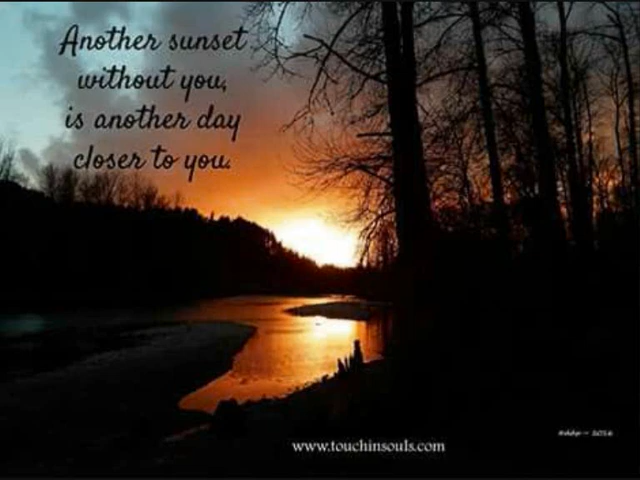 Another sunset
without you,
is another day
closer to you.
www.touchinsouls.com